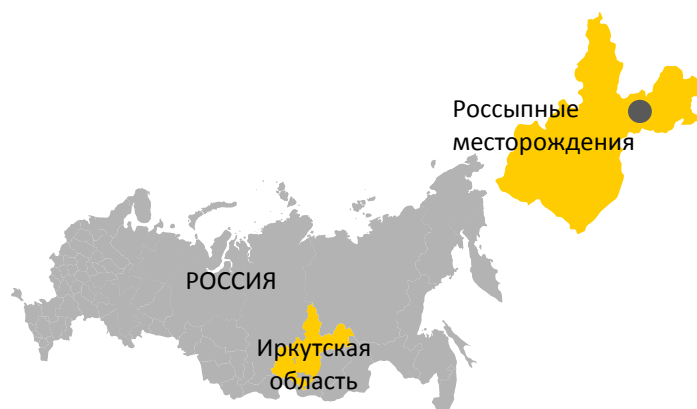 Россыпные
месторождения
РОССИЯ
Иркутская
область